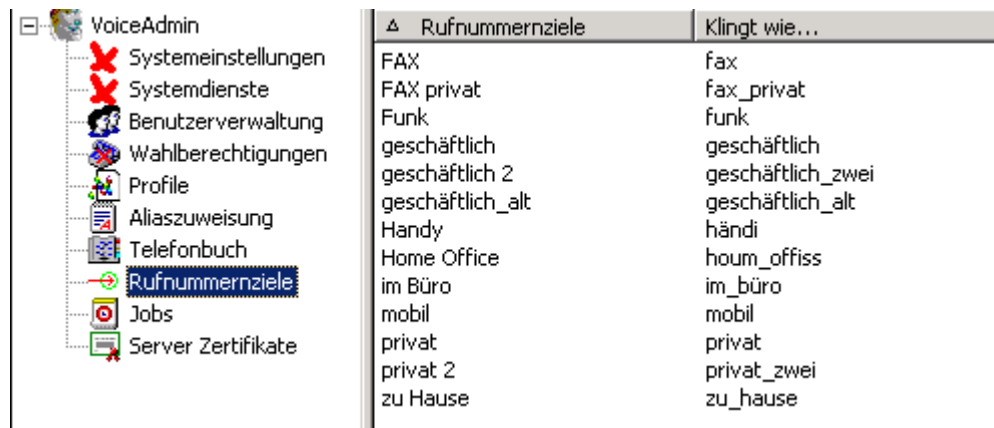 VoiceAdmin
Systemeinstellungen
Systemdienste
Benutzerverwaltung
Wahlberechtigungen
Profile
Aliaszuweisung
Telefonbuch
Rufnummernziele
Jobs
Server Zertifikate
Rufnummernziele Klingt wie...
FAX fax
FAX privat fax_privat
Funk funk
geschäftlich geschäftlich
geschäftlich 2 geschäftlich_zwei
geschäftlich_alt geschäftlich_alt
Handy händi
Home Office houm_offiss
im Büro im_büro
mobil mobil
privat privat
privat 2 privat_zwei
zu Hause zu_hause